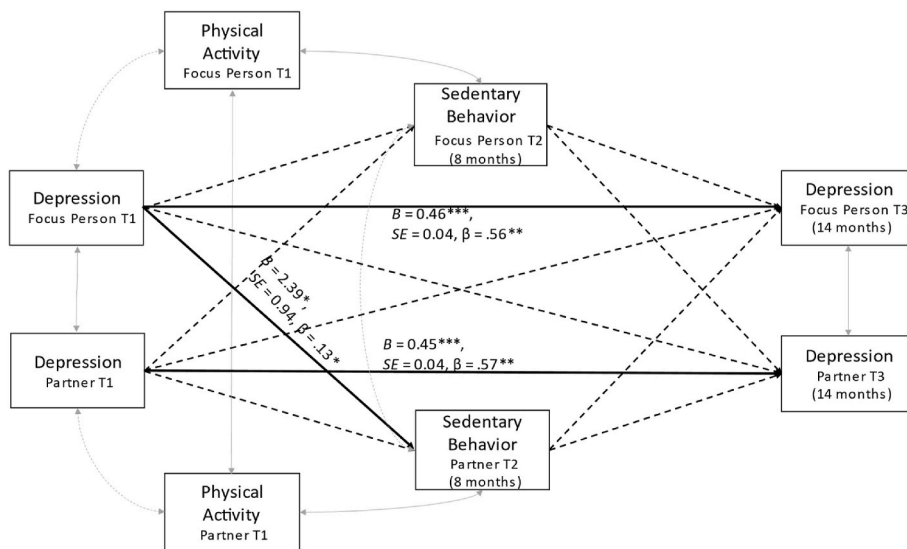 Physical
Activity
Focus Person T1
Sedentary
Behavior
Focus Person T2
(8 months)
Depression
Focus Person T1
Depression
Focus Person T3
(14 months)
B = 0.46***,
SE = 0.04, β = .56**
B = 2.39*,
SE = 0.94, β = .13*
Depression
Partner T1
B = 0.45***,
SE = 0.04, β = .57**
Depression
Partner T3
(14 months)
Sedentary
Behavior
Partner T2
(8 months)
Physical
Activity
Partner T1